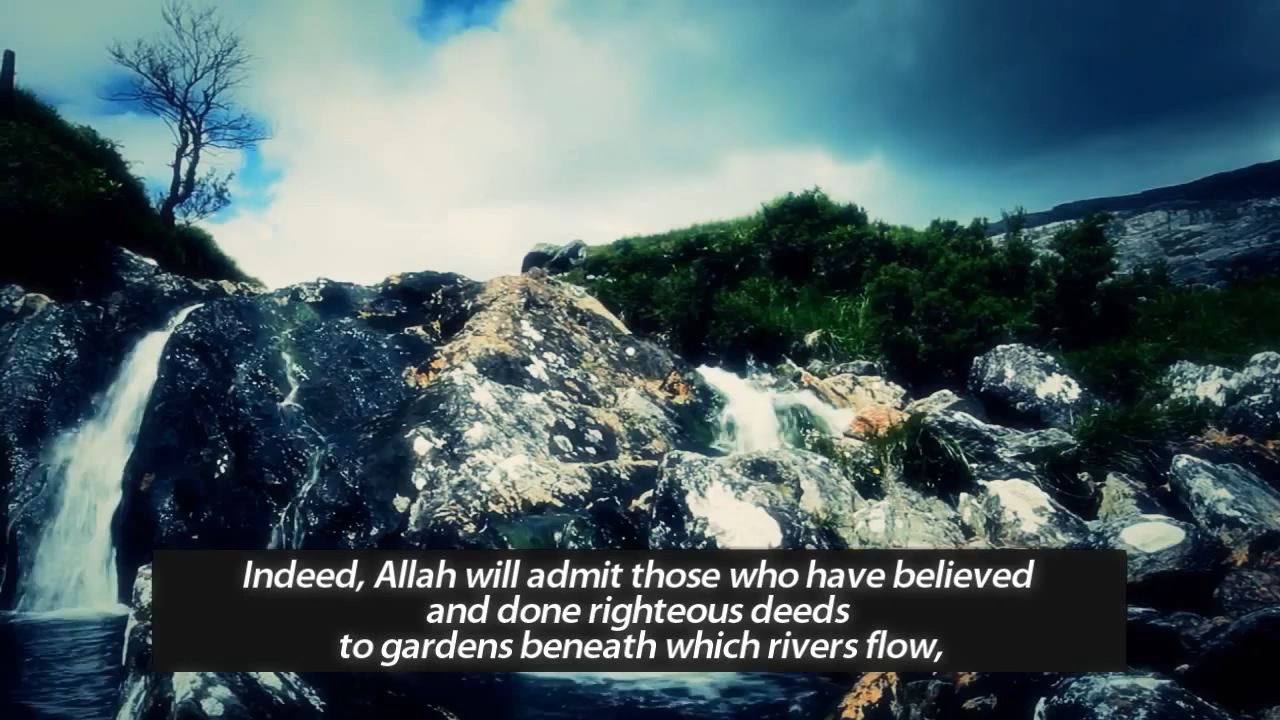 Indeed, Allah will admit those who have believed
and done righteous deeds
to gardens beneath which rivers flow,